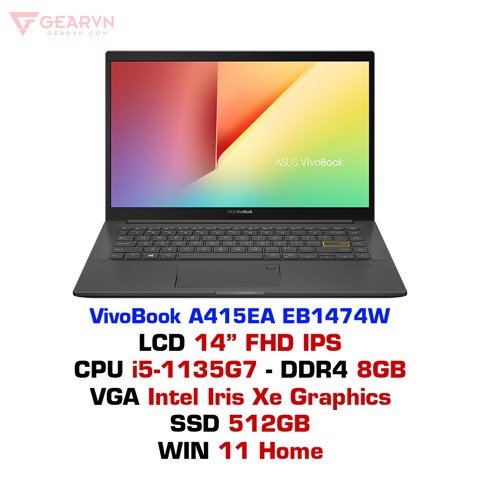 GEARVN
GEARVN.COM
ASUS VivoBook
ASUS VivoBook
VivoBook A415EA EB1474W
LCD 14” FHD IPS
CPU i5-1135G7 - DDR4 8GB
VGA Intel Iris Xe Graphics
SSD 512GB
WIN 11 Home